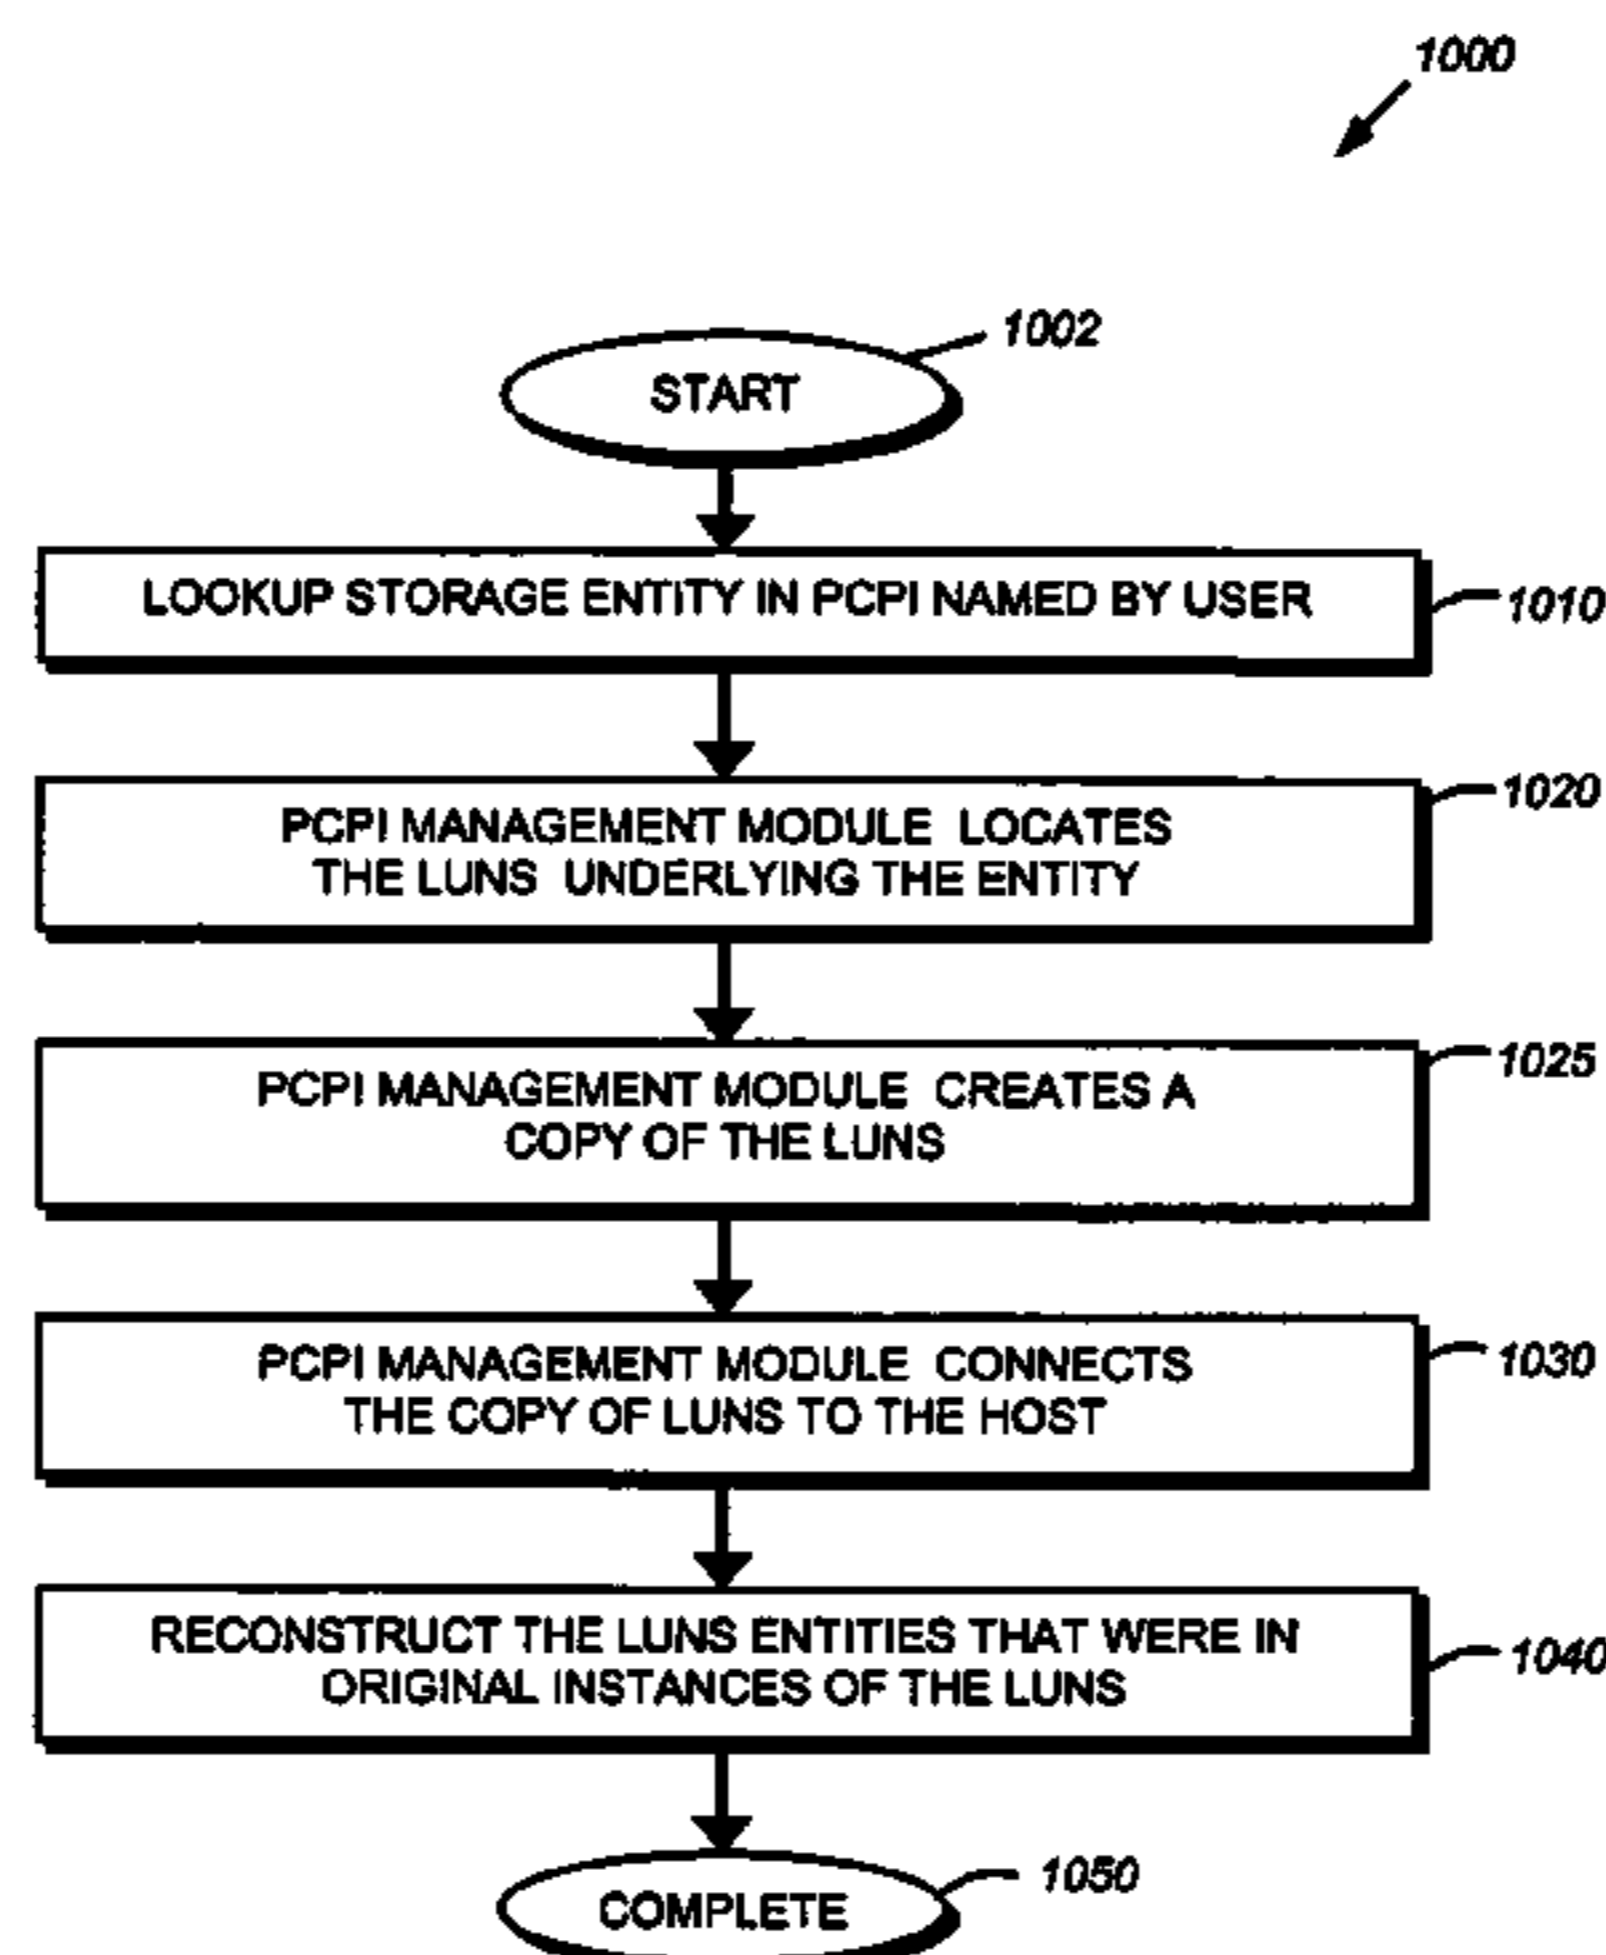 1000
1002
START
LOOKUP STORAGE ENTITY IN PCPI NAMED BY USER
1010
1020
PCPI MANAGEMENT MODULE LOCATES
THE LUNS UNDERLYING THE ENTITY
1025
PCPI MANAGEMENT MODULE CREATES A
COPY OF THE LUNS
1030
PCPI MANAGEMENT MODULE CONNECTS
THE COPY OF LUNS TO THE HOST
RECONSTRUCT THE LUNS ENTITIES THAT WERE IN
ORIGINAL INSTANCES OF THE LUNS
1040
1050
COMPLETE